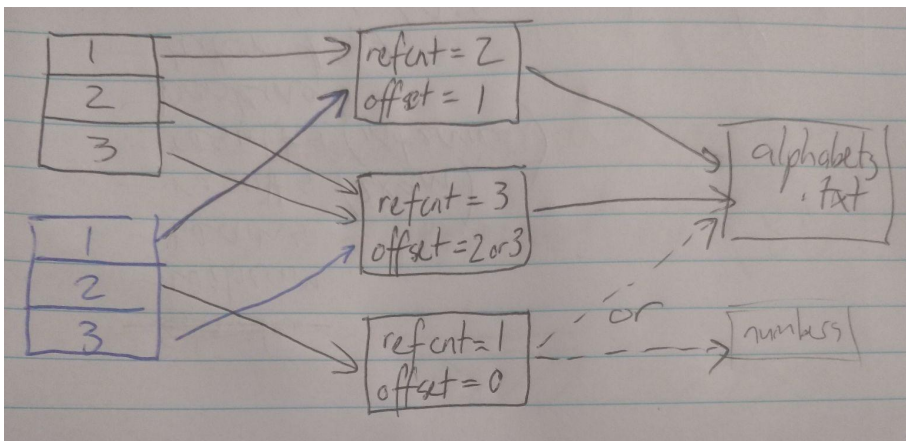 1
2
3
1
2
3
refcnt = 2
offset = 1
refcnt = 3
offset = 2 or 3
refcnt = 1
offset = 0
or
alphabets
.txt
numbers